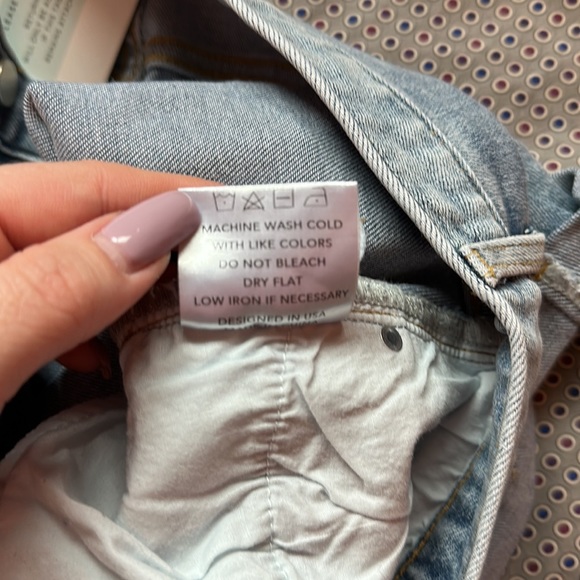 MACHINE WASH COLD
WITH LIKE COLORS
DO NOT BLEACH
DRY FLAT
LOW IRON IF NECESSARY
DESIGNED IN USA